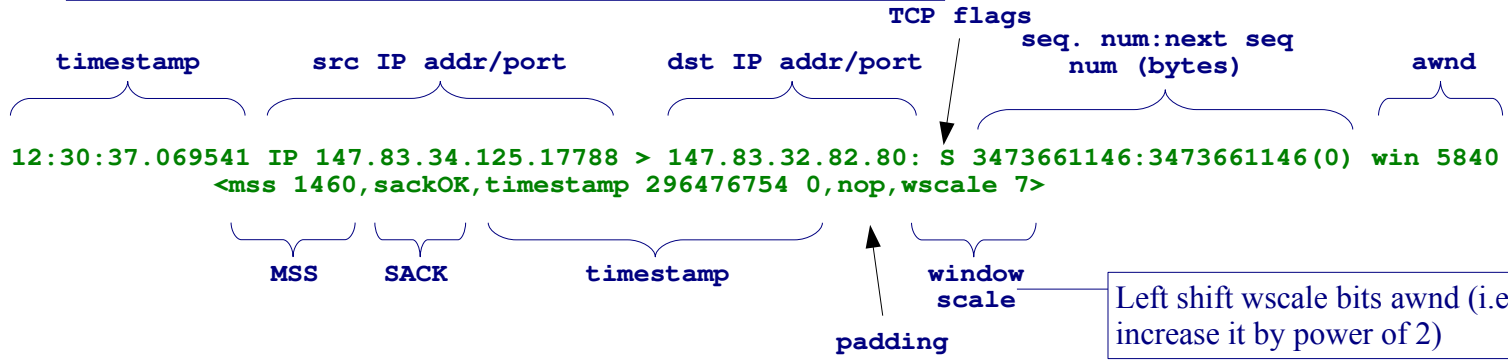 TCP flags
timestamp src IP addr/port dst IP addr/port seq. num:next seq num (bytes) awnd
12:30:37.069541 IP 147.83.34.125.17788 > 147.83.32.82.80: S 3473661146:3473661146(0) win 5840
<mss 1460,sackOK,timestamp 296476754 0,nop,wscale 7>
MSS SACK timestamp window scale
padding
Left shift wscale bits awnd (i.e
increase it by power of 2)